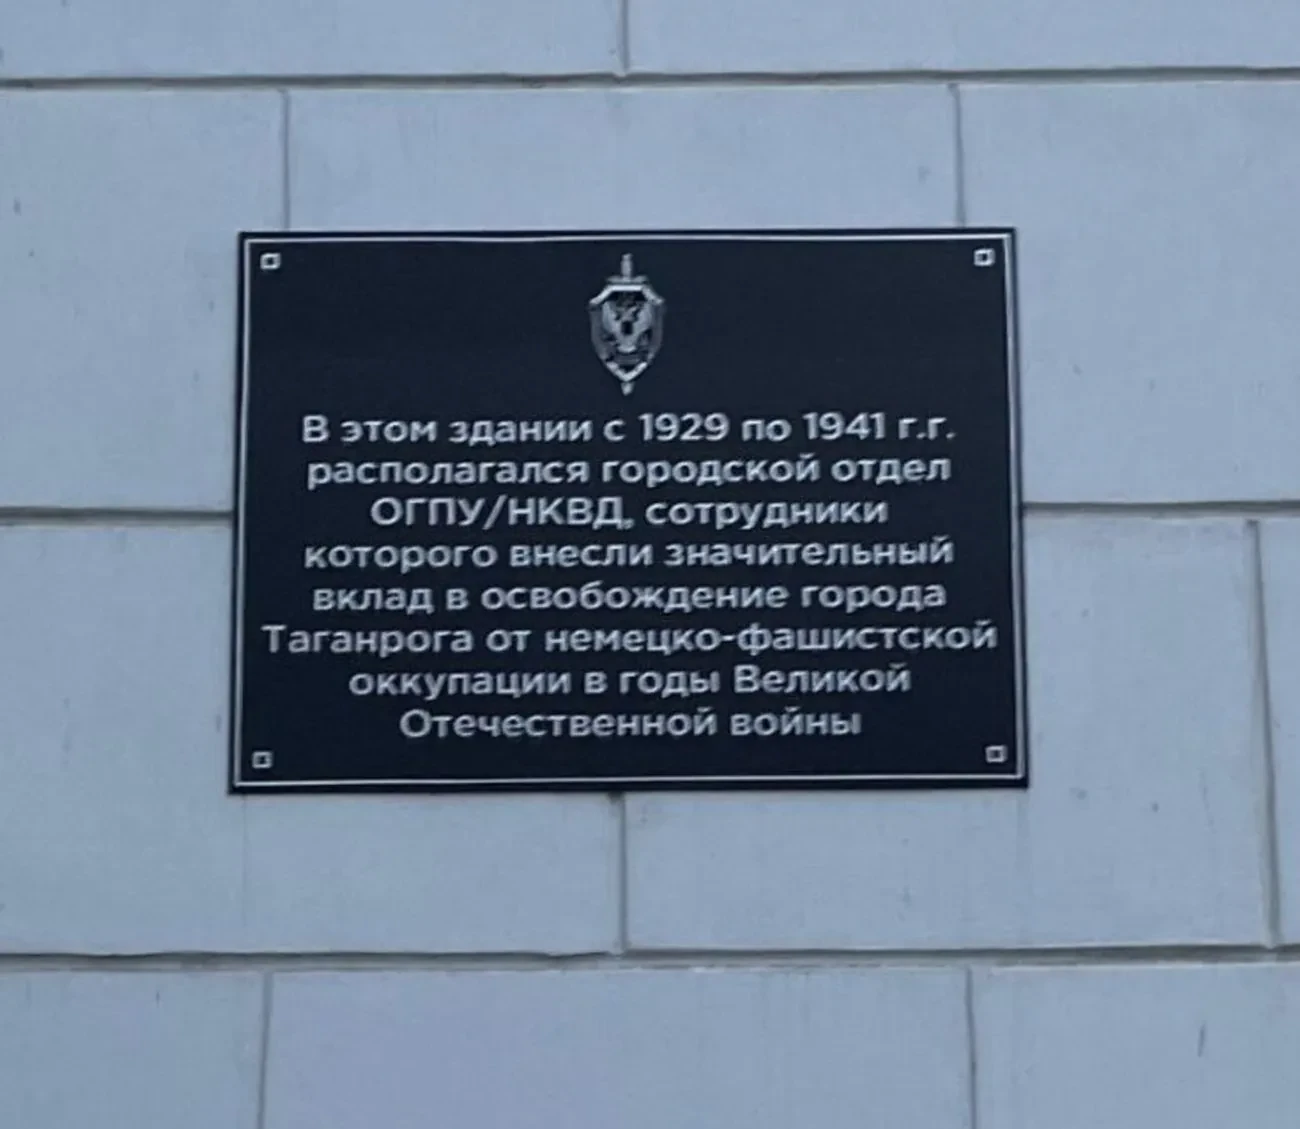 В этом здании с 1929 по 1941 г.г.
располагался городской отдел
ОГПУ/НКВД, сотрудники
которого внесли значительный
вклад в освобождение города
Таганрога от немецко-фашистской
оккупации в годы Великой
Отечественной войны